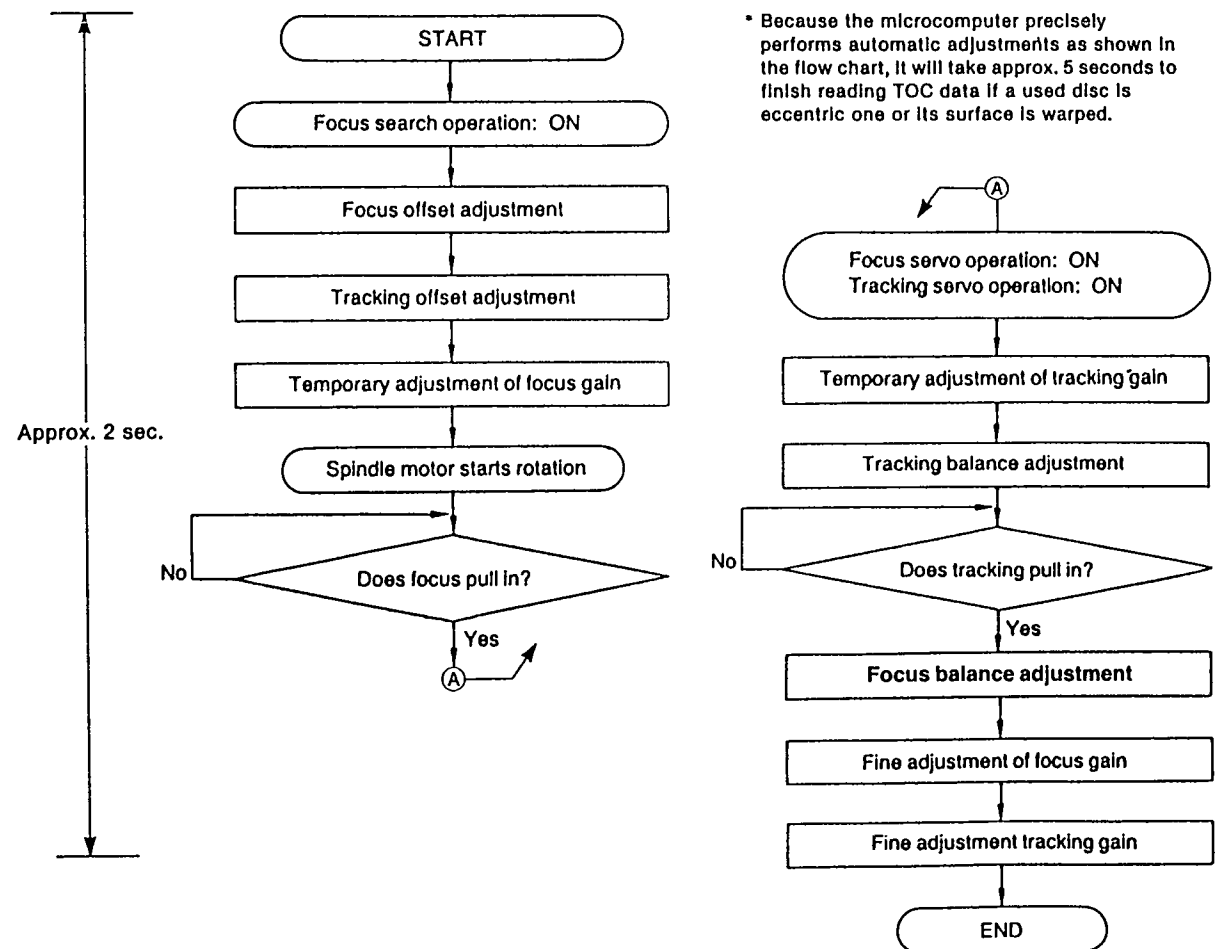 START
Focus search operation: ON
Focus offset adjustment
Tracking offset adjustment
Temporary adjustment of focus gain
Approx. 2 sec.
Spindle motor starts rotation
No
Does focus pull in?
Yes
A
* Because the microcomputer precisely
performs automatic adjustments as shown in
the flow chart, it will take approx. 5 seconds to
finish reading TOC data if a used disc is
eccentric one or its surface is warped.
A
Focus servo operation: ON
Tracking servo operation: ON
Temporary adjustment of tracking gain
Tracking balance adjustment
No
Does tracking pull in?
Yes
Focus balance adjustment
Fine adjustment of focus gain
Fine adjustment tracking gain
END